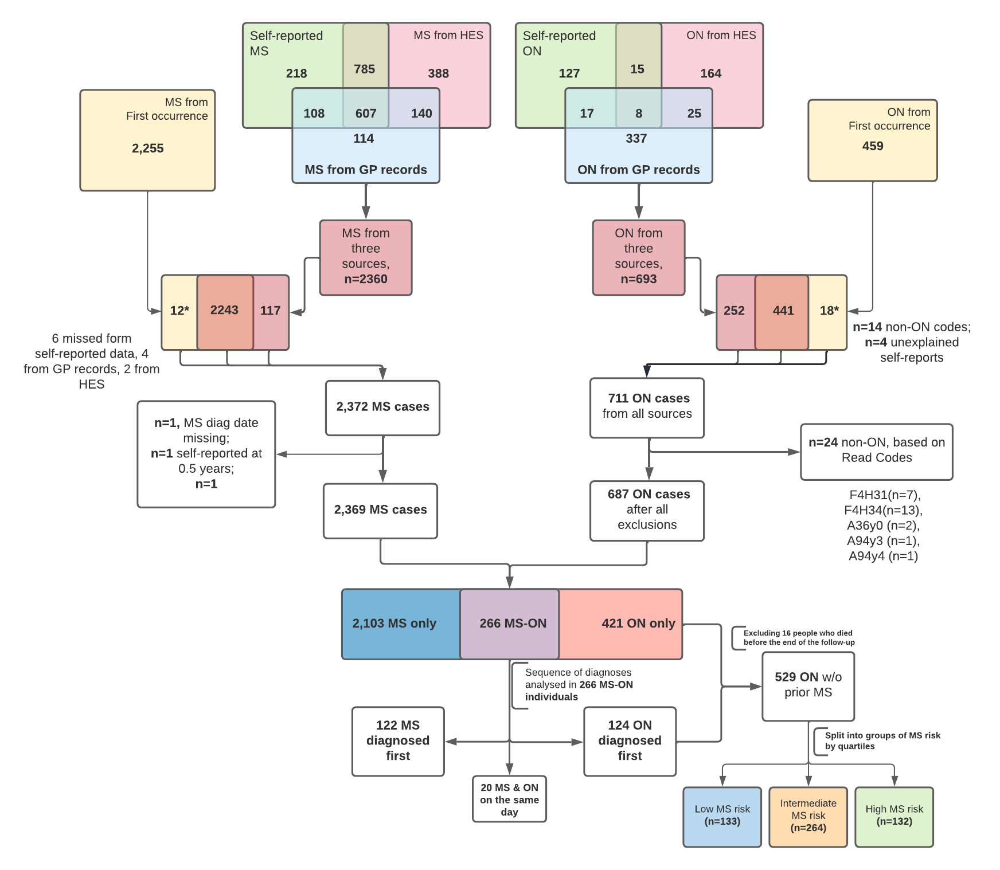 Self-reported
MS
MS from HES
218
785
388
108
607
140
114
MS from GP records
Self-reported
ON
ON from HES
127
15
164
17
8
25
337
ON from GP records
MS from
First occurrence
2,255
ON from
First occurrence
459
MS from
three
sources,
n=2360
ON from
three
sources,
n=693
12*
2243
117
252
441
18*
6 missed form
self-reported data, 4
from GP records, 2 from
HES
n=14 non-ON codes;
n=4 unexplained
self-reports
2,372 MS cases
711 ON cases
from all sources
n=1, MS diag date
missing;
n=1 self-reported at
0.5 years;
n=1
n=24 non-ON, based on
Read Codes
2,369 MS cases
687 ON cases
after all
exclusions
F4H31(n=7),
F4H34(n=13),
A36y0 (n=2),
A94y3 (n=1),
A94y4 (n=1)
2,103 MS only
266 MS-ON
421 ON only
Excluding 16 people who died
before the end of the follow-up
Sequence of diagnoses
analysed in 266 MS-ON
individuals
529 ON w/o
prior MS
122 MS
diagnosed
first
124 ON
diagnosed
first
Split into groups of MS risk
by quartiles
20 MS & ON
on the same
day
Low MS risk
(n=133)
Intermediate
MS risk
(n=264)
High MS risk
(n=132)